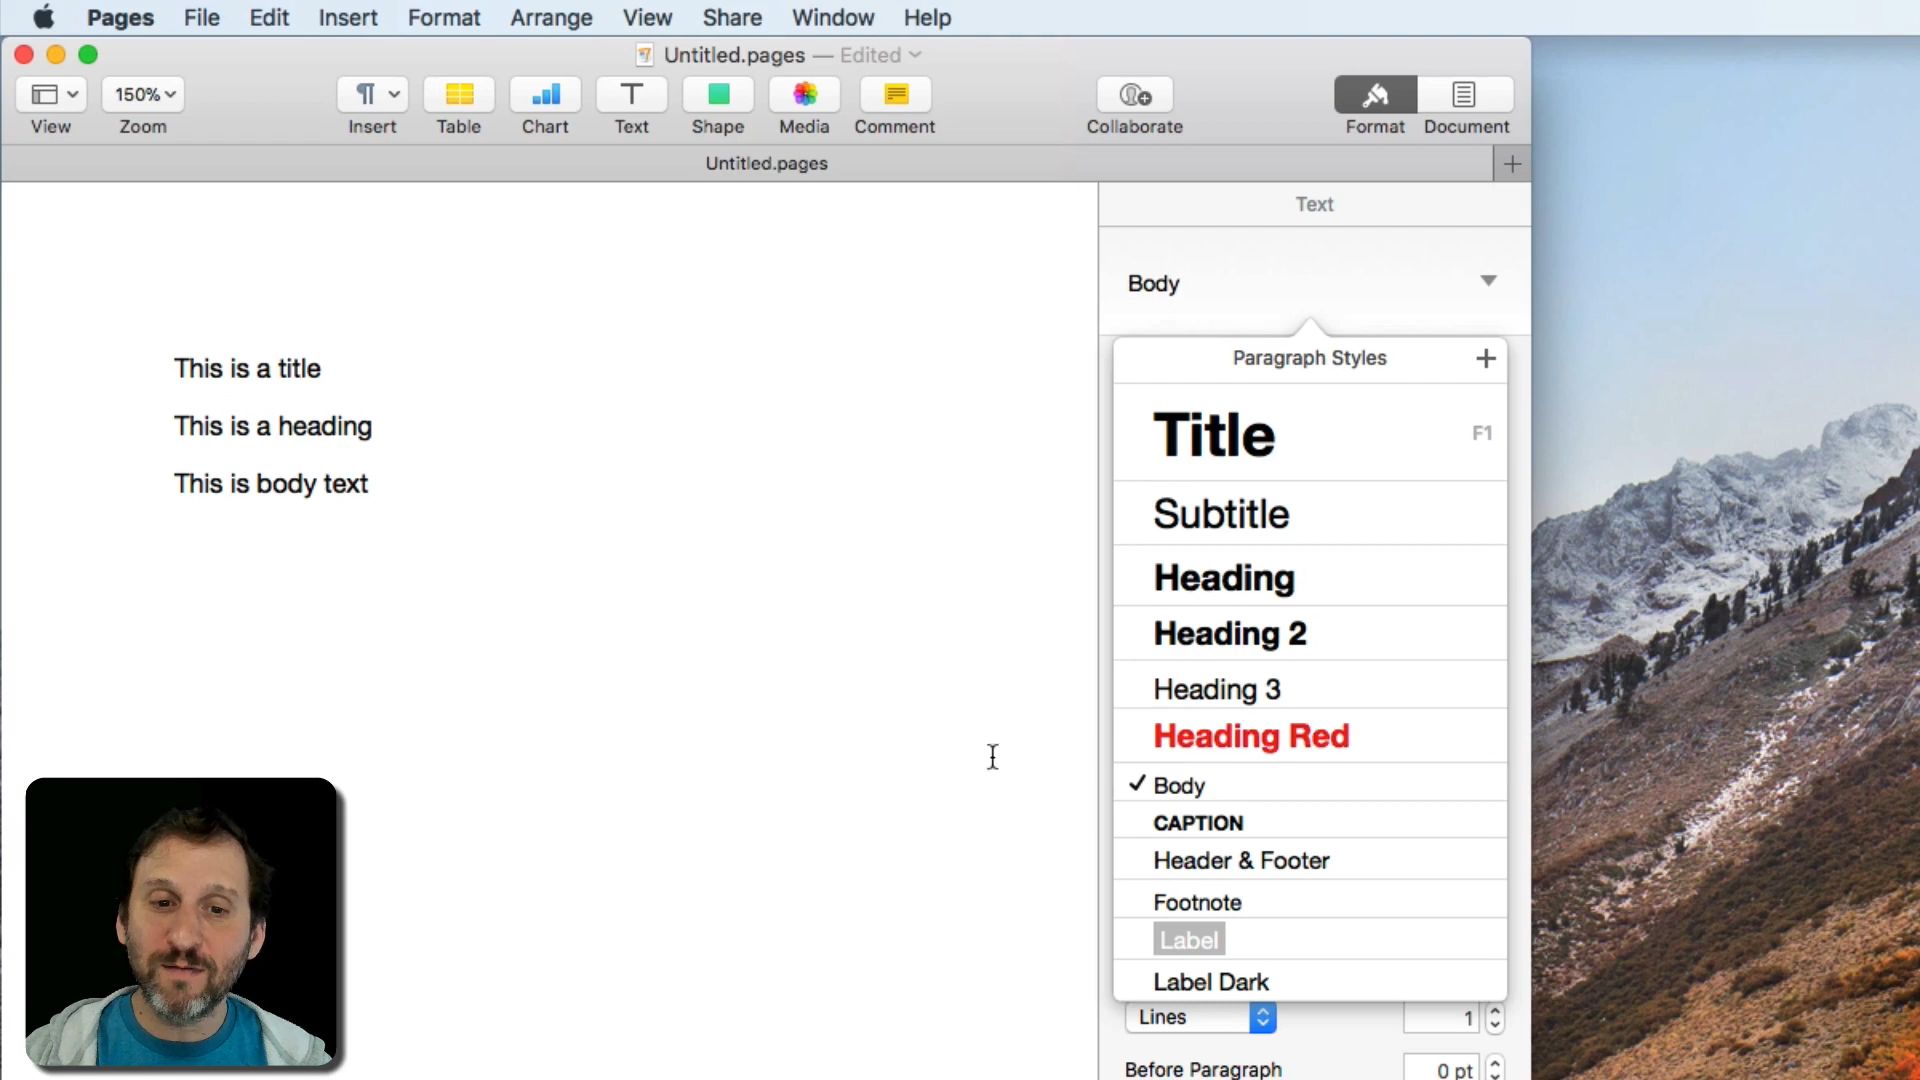 Pages File Edit Insert Format Arrange View Share Window Help
Untitled.pages — Edited
150%
View Zoom Insert Table Chart Text Shape Media Comment Collaborate Format Document
Untitled.pages
Text
Body
This is a title
This is a heading
This is body text
Paragraph Styles
Title F1
Subtitle
Heading
Heading 2
Heading 3
Heading Red
Body
CAPTION
Header & Footer
Footnote
Label
Label Dark
Lines 1
Before Paragraph 0 pt